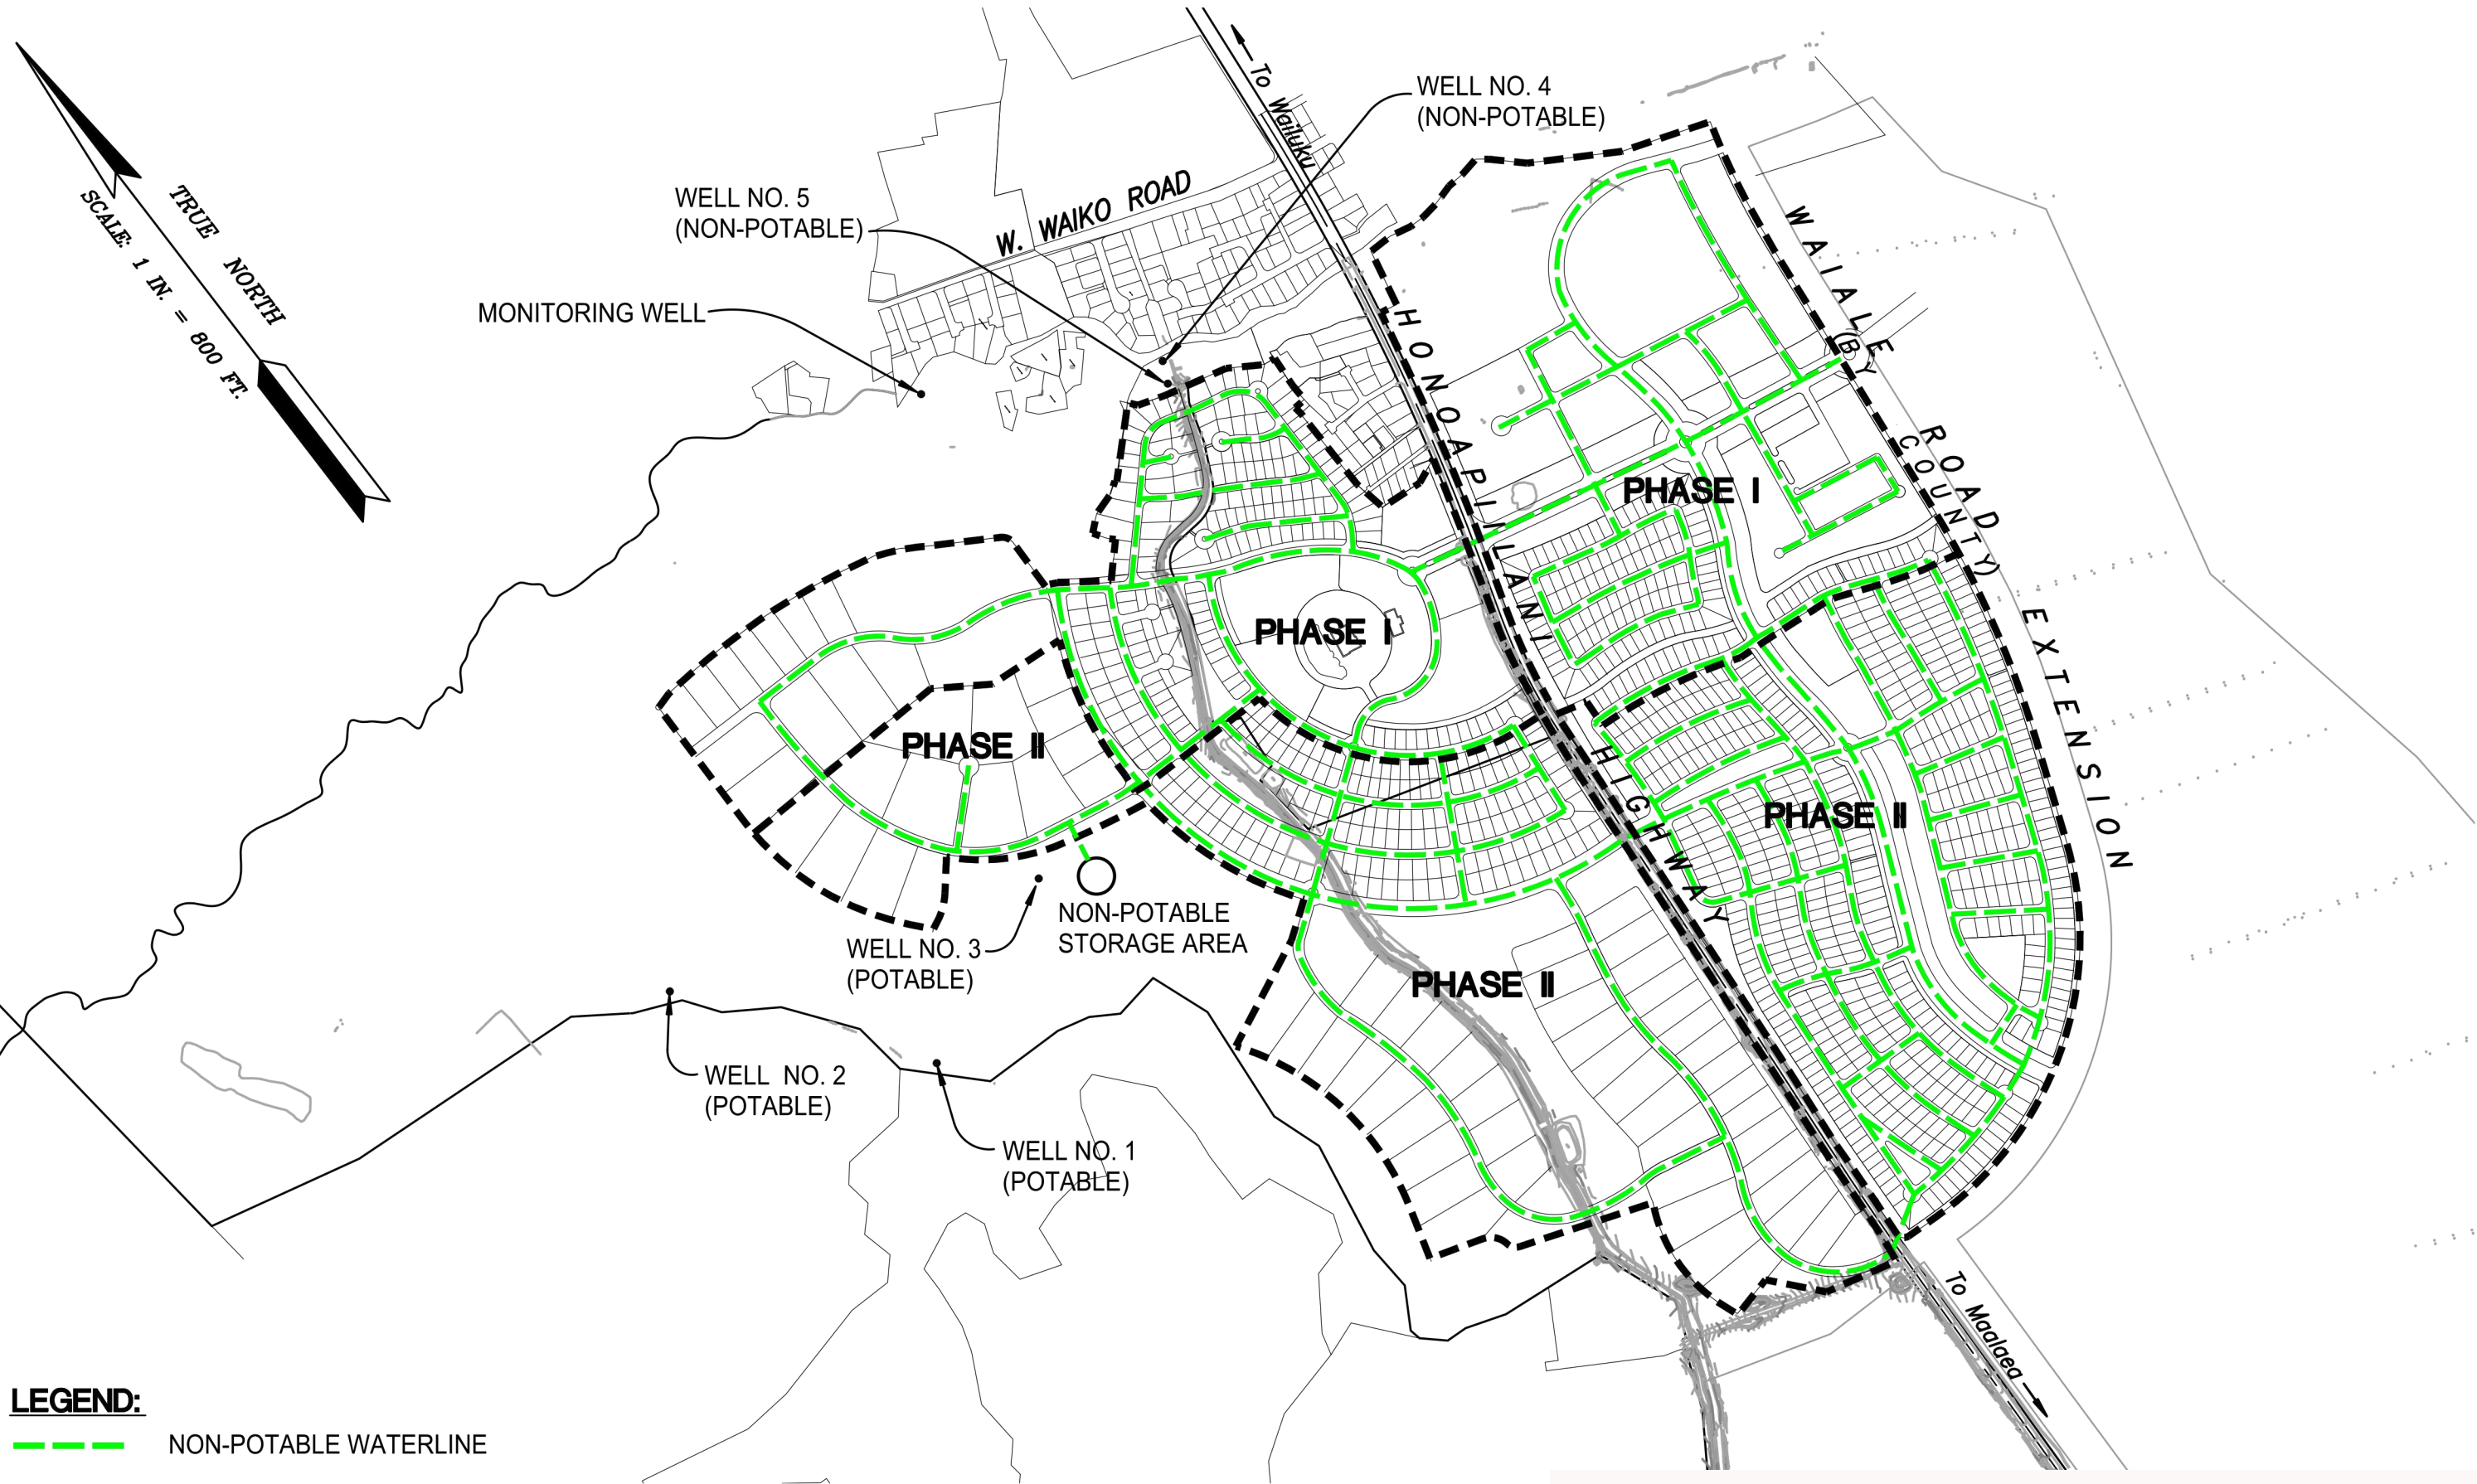 To Wailuku
WELL NO. 4
(NON-POTABLE)
WELL NO. 5
(NON-POTABLE)
W. WAIKO ROAD
TRUE NORTH
SCALE: 1 IN. = 800 FT.
MONITORING WELL
WAIALE ROAD EXTENSION
(BY COUNTY)
HONOAPIILANI HIGHWAY
PHASE I
PHASE I
PHASE II
PHASE II
PHASE II
NON-POTABLE
STORAGE AREA
WELL NO. 3
(POTABLE)
WELL NO. 2
(POTABLE)
WELL NO. 1
(POTABLE)
To Maalaea
LEGEND:
NON-POTABLE WATERLINE